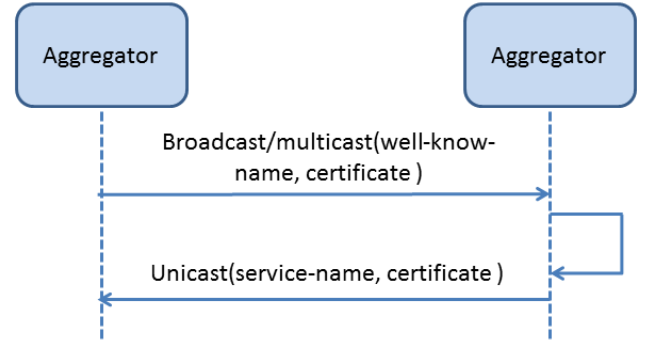 Aggregator
Aggregator
Broadcast/multicast(well-know-
name, certificate )
Unicast(service-name, certificate )